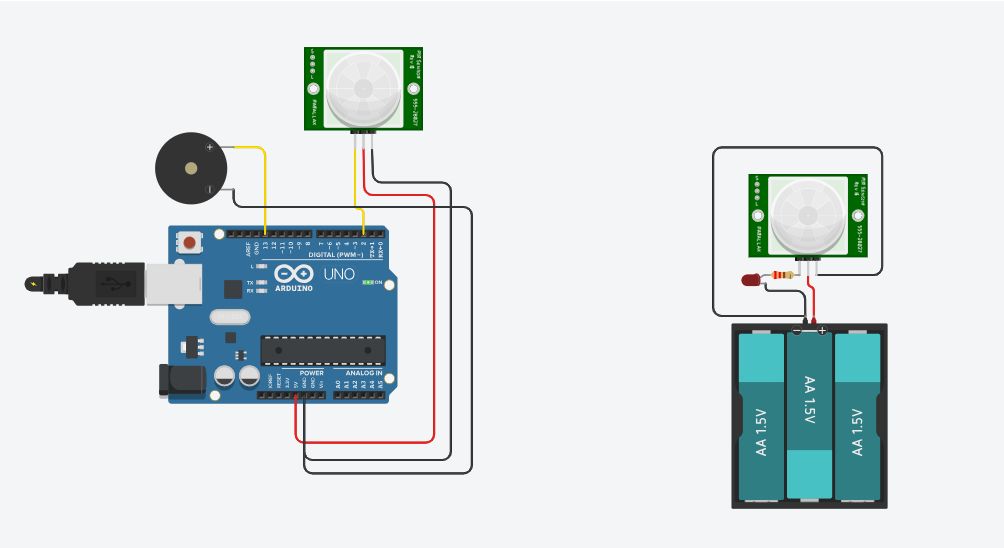 PIR Sensor
Rev B
555-28027
PARALLAX
+
-
AREF
GND
13
12
~11
~10
~9
8
7
~6
~5
4
~3
2
TX→1
RX←0
DIGITAL (PWM~)
L
TX
RX
UNO
ARDUINO
ON
POWER
ANALOG IN
IOREF
RESET
3.3V
5V
GND
GND
Vin
A0
A1
A2
A3
A4
A5
PIR Sensor
Rev B
555-28027
PARALLAX
-
+
AA 1.5V
AA 1.5V
AA 1.5V